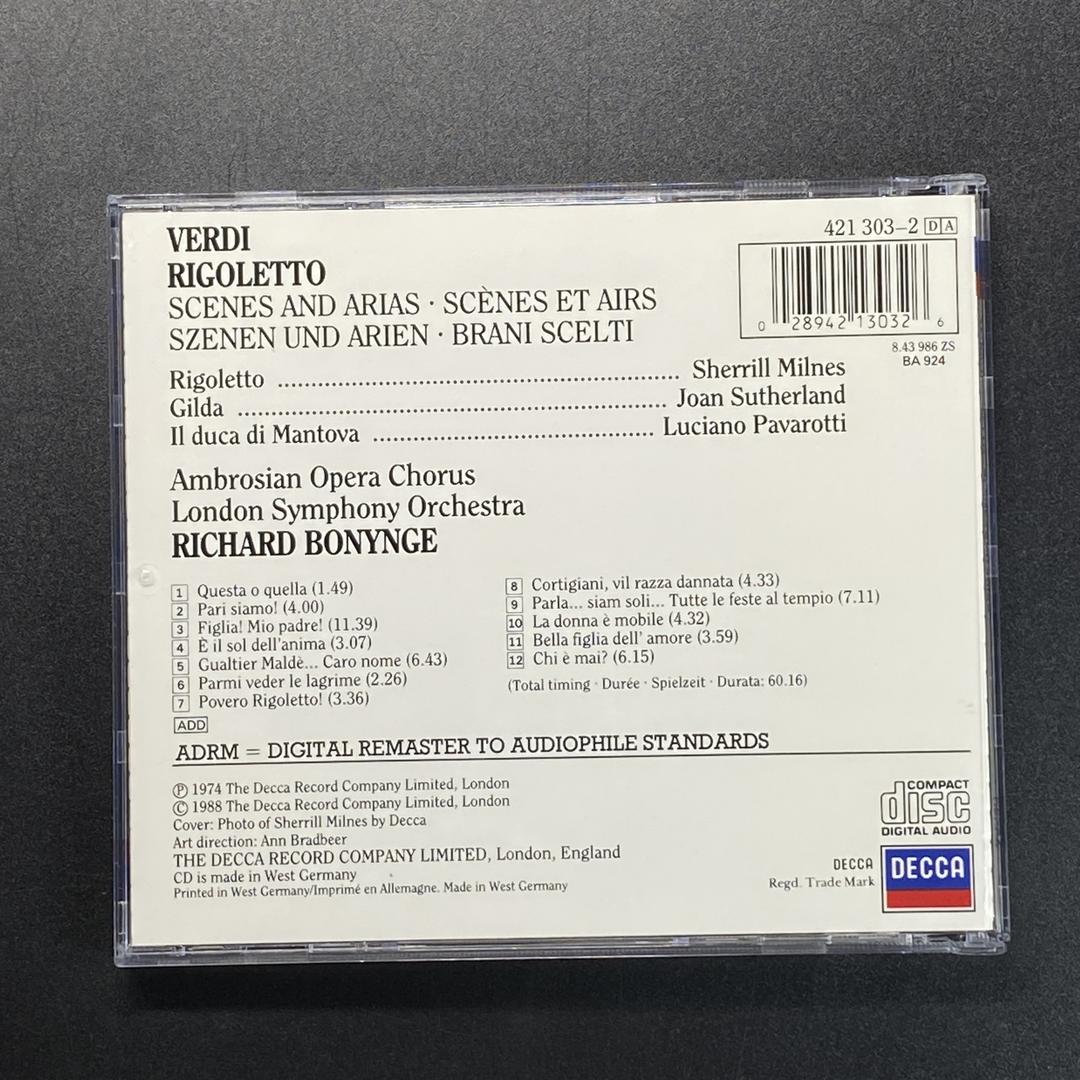 VERDI
RIGOLETTO
SCENES AND ARIAS · SCÈNES ET AIRS
SZENEN UND ARIEN · BRANI SCELTI
421 303–2 DA
0 28942 13032 6
8.43 986 ZS
BA 924
Rigoletto ........................................................ Sherrill Milnes
Gilda ............................................................ Joan Sutherland
Il duca di Mantova ........................................ Luciano Pavarotti
Ambrosian Opera Chorus
London Symphony Orchestra
RICHARD BONYNGE
1 Questa o quella (1.49)
2 Pari siamo! (4.00)
3 Figlia! Mio padre! (11.39)
4 È il sol dell'anima (3.07)
5 Gualtier Maldè... Caro nome (6.43)
6 Parmi veder le lagrime (2.26)
7 Povero Rigoletto! (3.36)
8 Cortigiani, vil razza dannata (4.33)
9 Parla... siam soli... Tutte le feste al tempio (7.11)
10 La donna è mobile (4.32)
11 Bella figlia dell' amore (3.59)
12 Chi è mai? (6.15)
(Total timing · Durée · Spielzeit · Durata: 60.16)
ADD
ADRM = DIGITAL REMASTER TO AUDIOPHILE STANDARDS
Ⓟ 1974 The Decca Record Company Limited, London
© 1988 The Decca Record Company Limited, London
Cover: Photo of Sherrill Milnes by Decca
Art direction: Ann Bradbeer
THE DECCA RECORD COMPANY LIMITED, London, England
CD is made in West Germany
Printed in West Germany/Imprimé en Allemagne. Made in West Germany
COMPACT
disc
DIGITAL AUDIO
DECCA
Regd. Trade Mark
DECCA